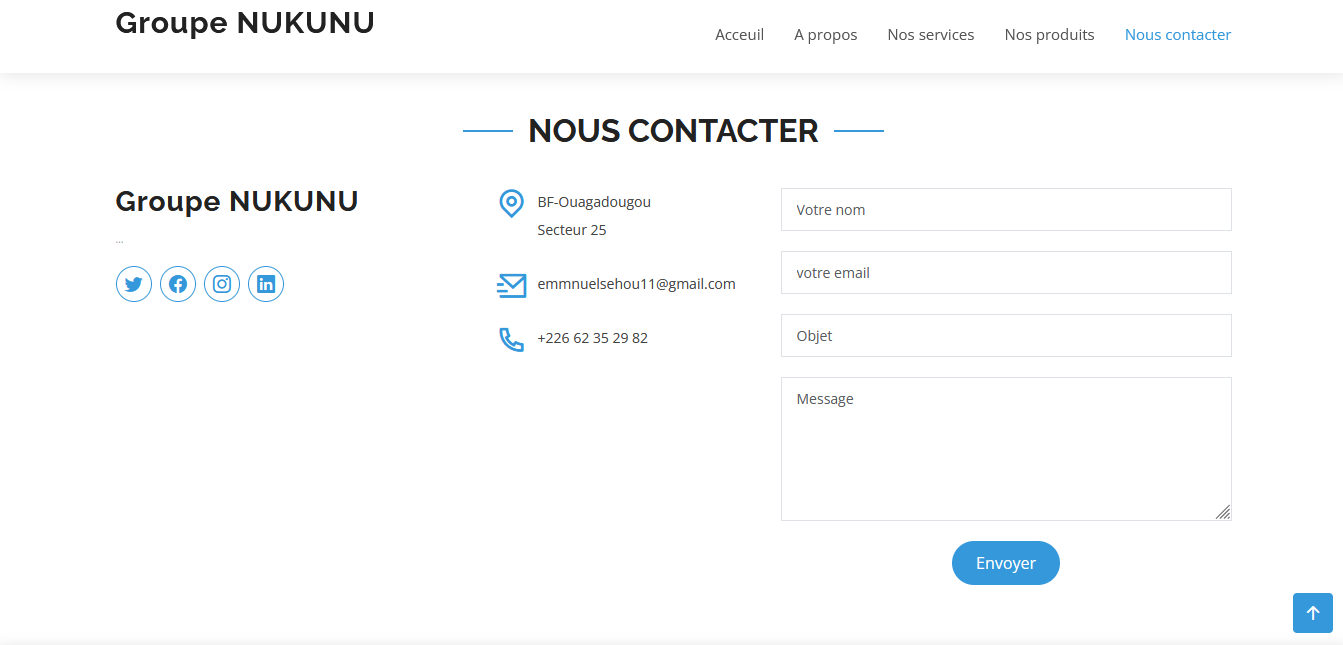 Groupe NUKUNU
Acceuil A propos Nos services Nos produits Nous contacter
NOUS CONTACTER
Groupe NUKUNU
...
BF-Ouagadougou
Secteur 25
emmnuelsehou11@gmail.com
+226 62 35 29 82
Votre nom
votre email
Objet
Message
Envoyer